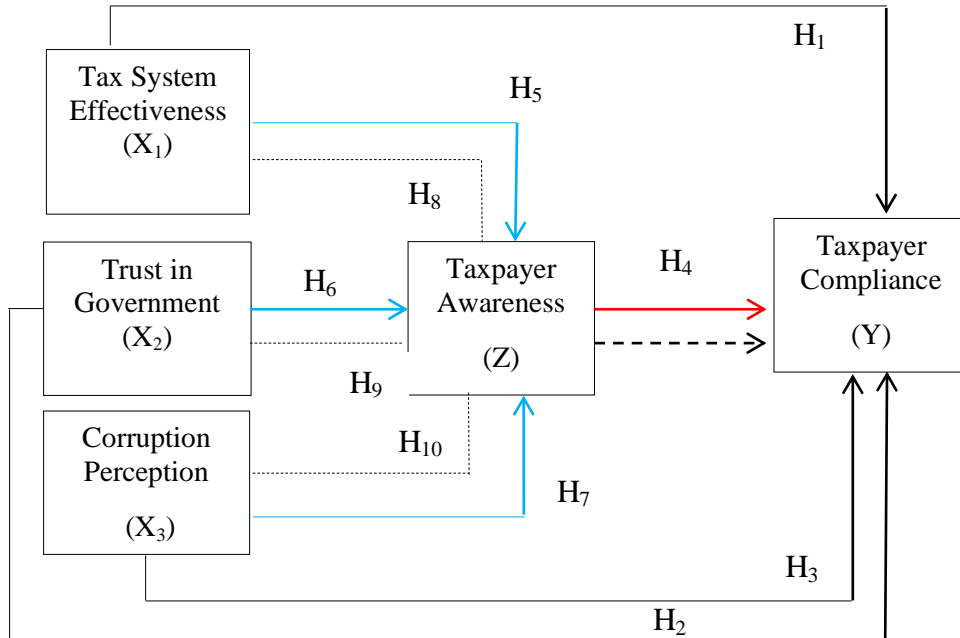 H₁
Tax System
Effectiveness
(X₁)
H₅
H₈
Trust in
Government
(X₂)
H₆
Taxpayer
Awareness
(Z)
H₄
Taxpayer
Compliance
(Y)
H₉
Corruption
Perception
(X₃)
H₁₀
H₇
H₃
H₂